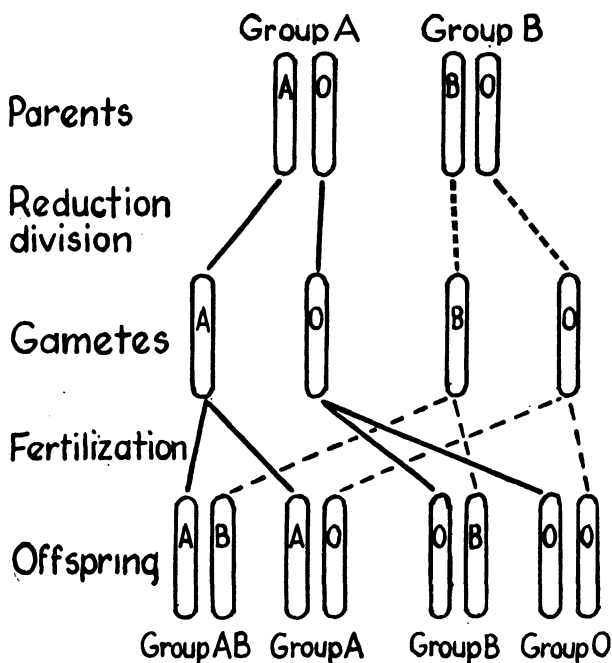 Group A Group B
A O B O
Parents
Reduction
division
A O B O
Gametes
Fertilization
A B A O O B O O
Offspring
Group AB Group A Group B Group O